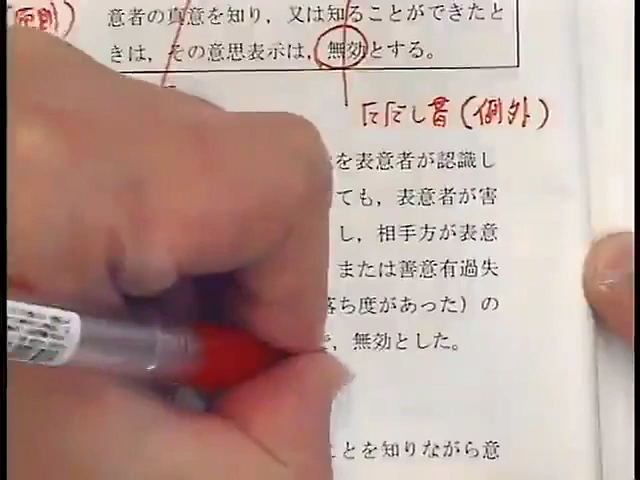 (原則)
意者の真意を知り，又は知ることができたと
きは，その意思表示は，無効とする。
ただし書(例外)
を表意者が認識し
ても，表意者が害
し，相手方が表意
または善意有過失
落ち度があった）の
，無効とした。
ことを知りながら意